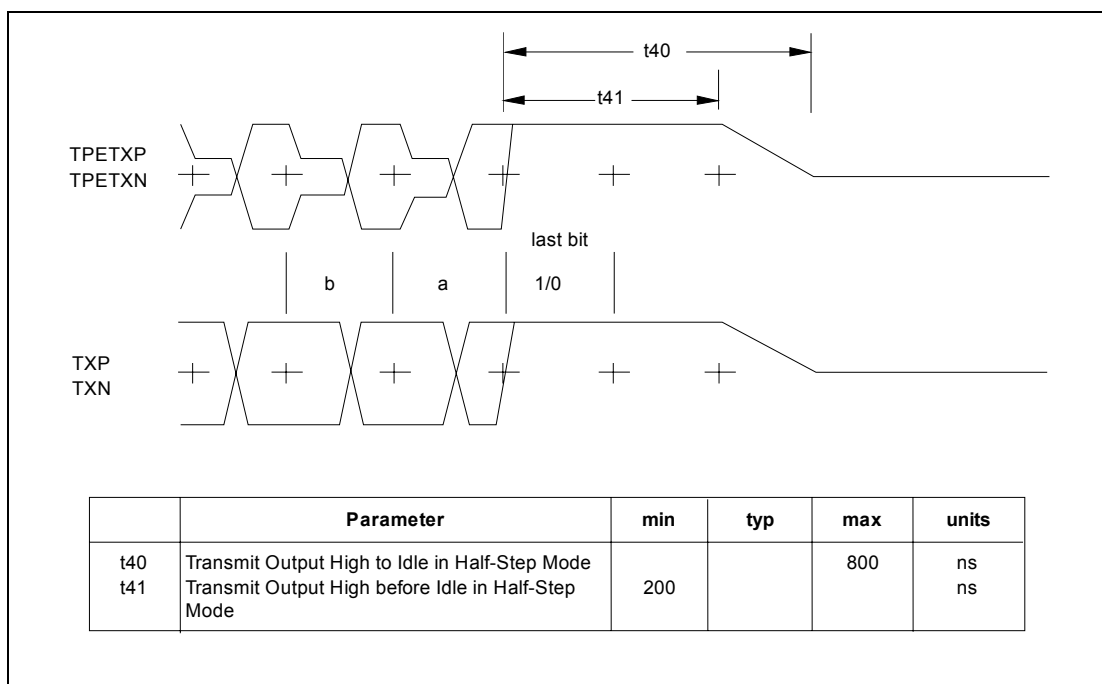 t40
t41
TPETXP
TPETXN
last bit
b a 1/0
TXP
TXN
Parameter min typ max units
t40 Transmit Output High to Idle in Half-Step Mode 800 ns
t41 Transmit Output High before Idle in Half-Step 200 ns
Mode